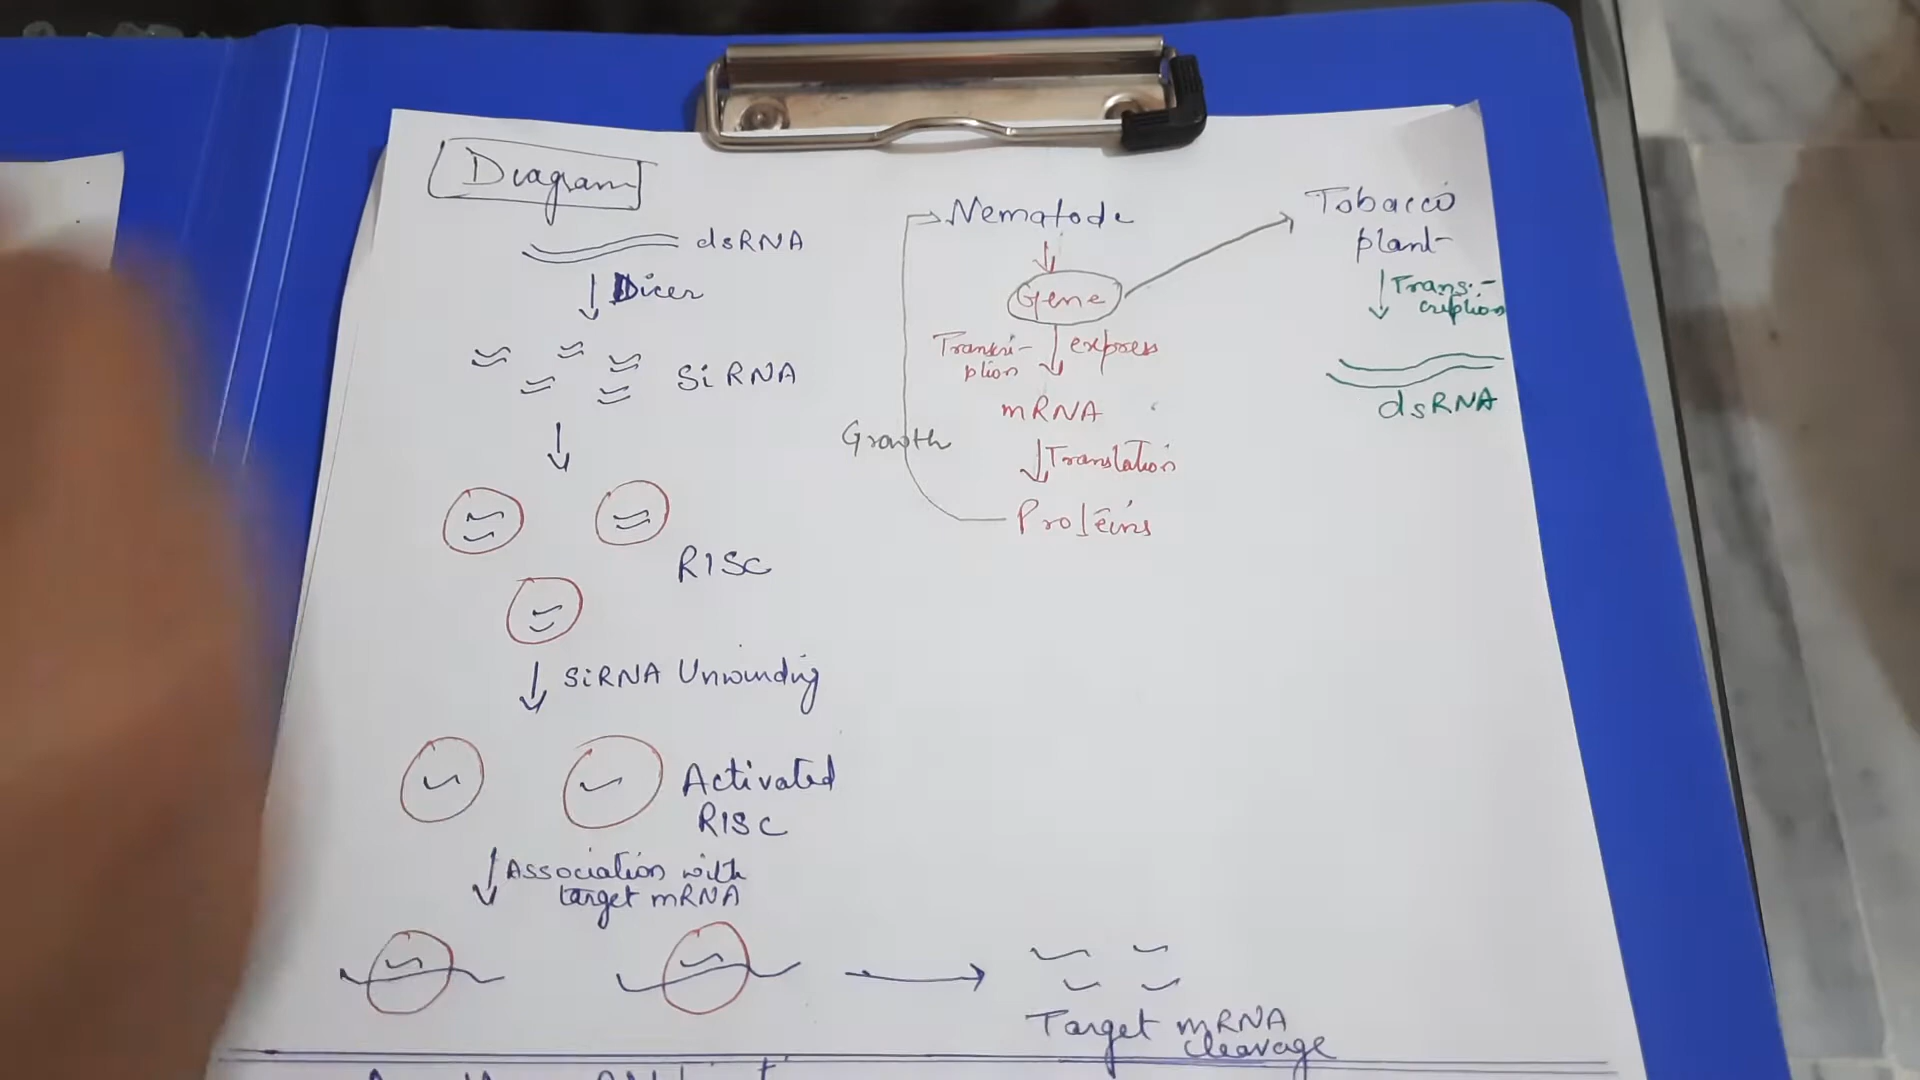 Diagram
dsRNA
Dicer
SiRNA
RISC
SiRNA Unwinding
Activated
RISC
Association with
target mRNA
Target mRNA
cleavage
Nematode
Gene
Transcri-
ption
express
mRNA
Translation
Proteins
Growth
Tobacco
plant
Trans-
cription
dsRNA